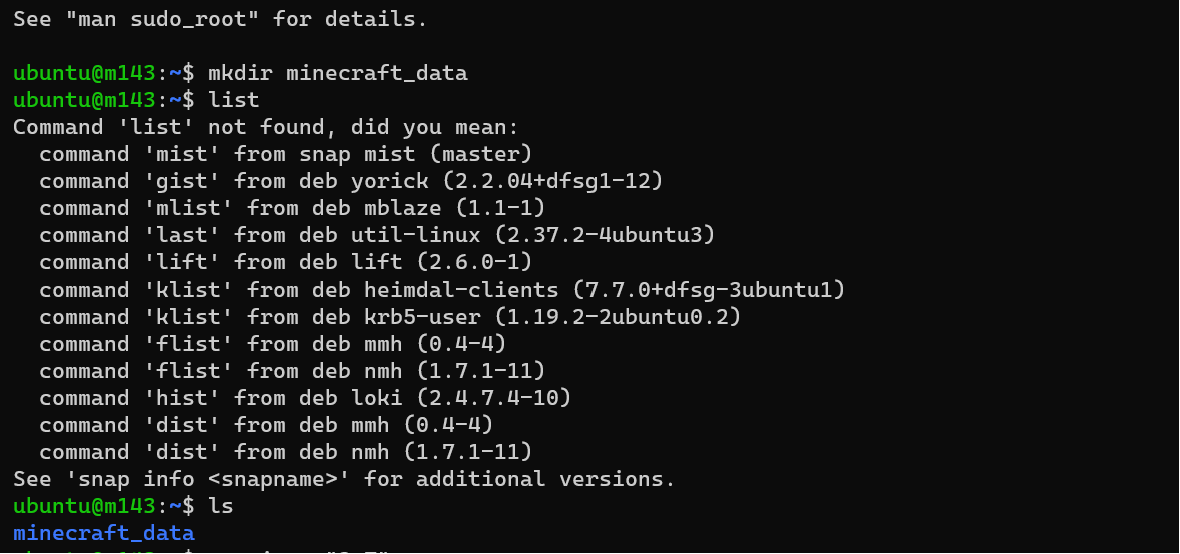 See "man sudo_root" for details.
ubuntu@m143:~$ mkdir minecraft_data
ubuntu@m143:~$ list
Command 'list' not found, did you mean:
  command 'mist' from snap mist (master)
  command 'gist' from deb yorick (2.2.04+dfsg1-12)
  command 'mlist' from deb mblaze (1.1-1)
  command 'last' from deb util-linux (2.37.2-4ubuntu3)
  command 'lift' from deb lift (2.6.0-1)
  command 'klist' from deb heimdal-clients (7.7.0+dfsg-3ubuntu1)
  command 'klist' from deb krb5-user (1.19.2-2ubuntu0.2)
  command 'flist' from deb mmh (0.4-4)
  command 'flist' from deb nmh (1.7.1-11)
  command 'hist' from deb loki (2.4.7.4-10)
  command 'dist' from deb mmh (0.4-4)
  command 'dist' from deb nmh (1.7.1-11)
See 'snap info <snapname>' for additional versions.
ubuntu@m143:~$ ls
minecraft_data